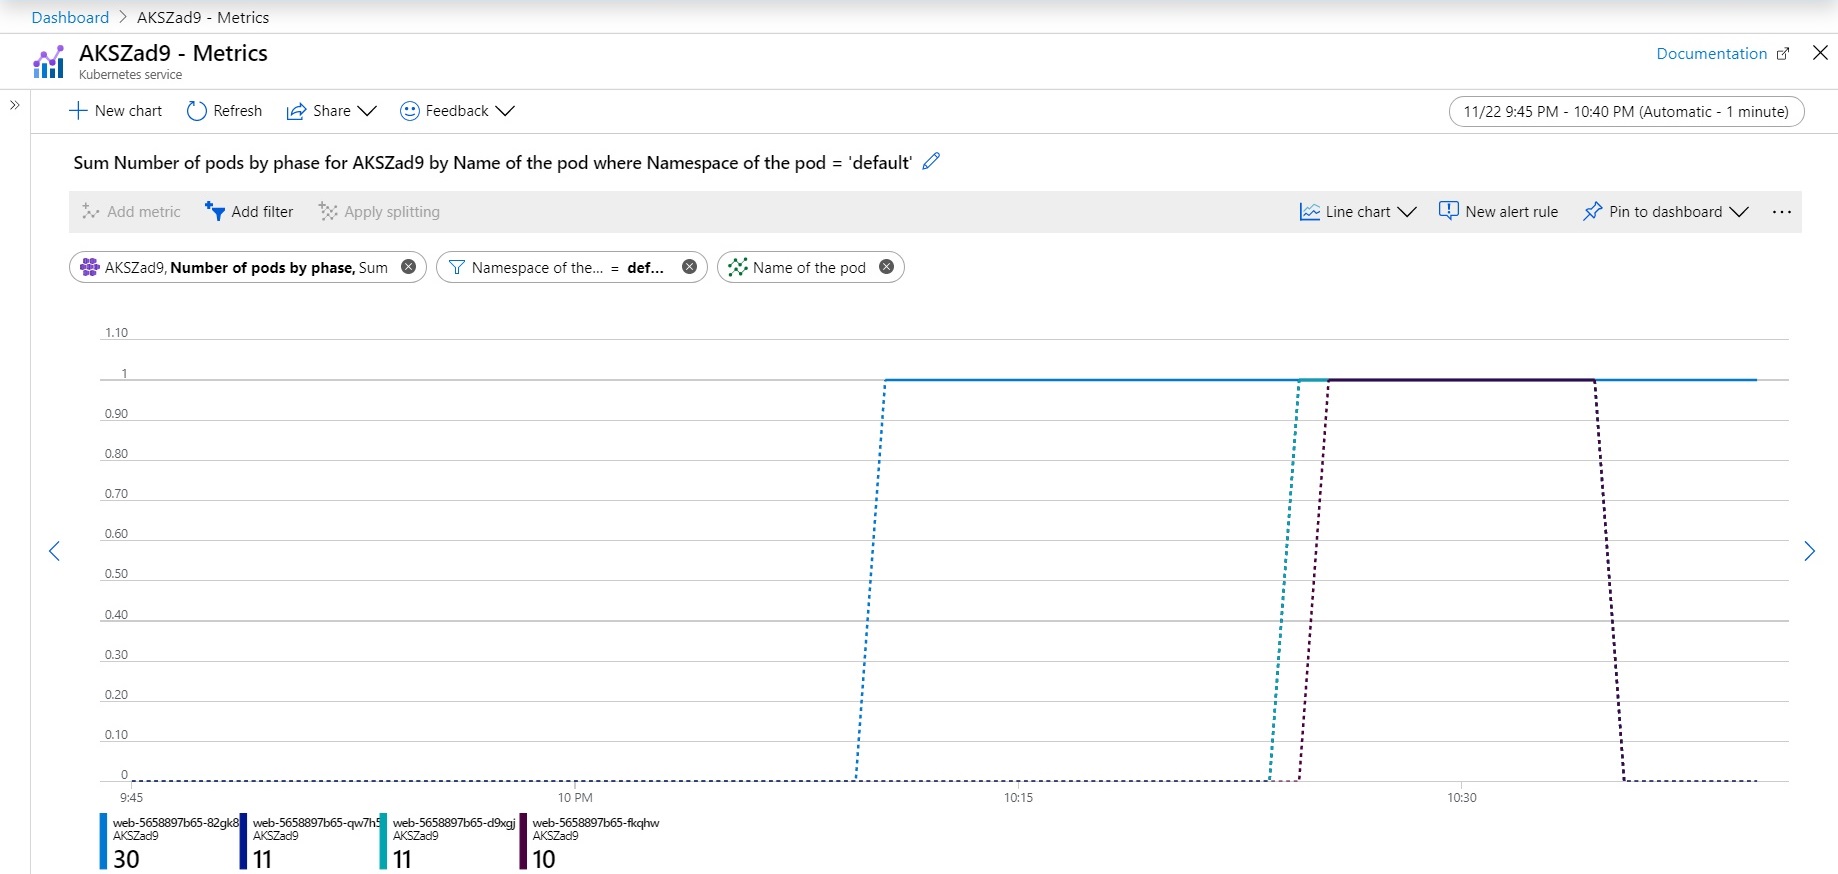 Dashboard > AKSZad9 - Metrics
AKSZad9 - Metrics
Kubernetes service
Documentation
New chart
Refresh
Share
Feedback
11/22 9:45 PM - 10:40 PM (Automatic - 1 minute)
Sum Number of pods by phase for AKSZad9 by Name of the pod where Namespace of the pod = 'default'
Add metric
Add filter
Apply splitting
Line chart
New alert rule
Pin to dashboard
...
AKSZad9, Number of pods by phase, Sum
Namespace of the... = def...
Name of the pod
1.10
1
0.90
0.80
0.70
0.60
0.50
0.40
0.30
0.20
0.10
0
9:45
10 PM
10:15
10:30
web-5658897b65-82gk8
AKSZad9
30
web-5658897b65-qw7h5
AKSZad9
11
web-5658897b65-d9xgj
AKSZad9
11
web-5658897b65-fkqhw
AKSZad9
10